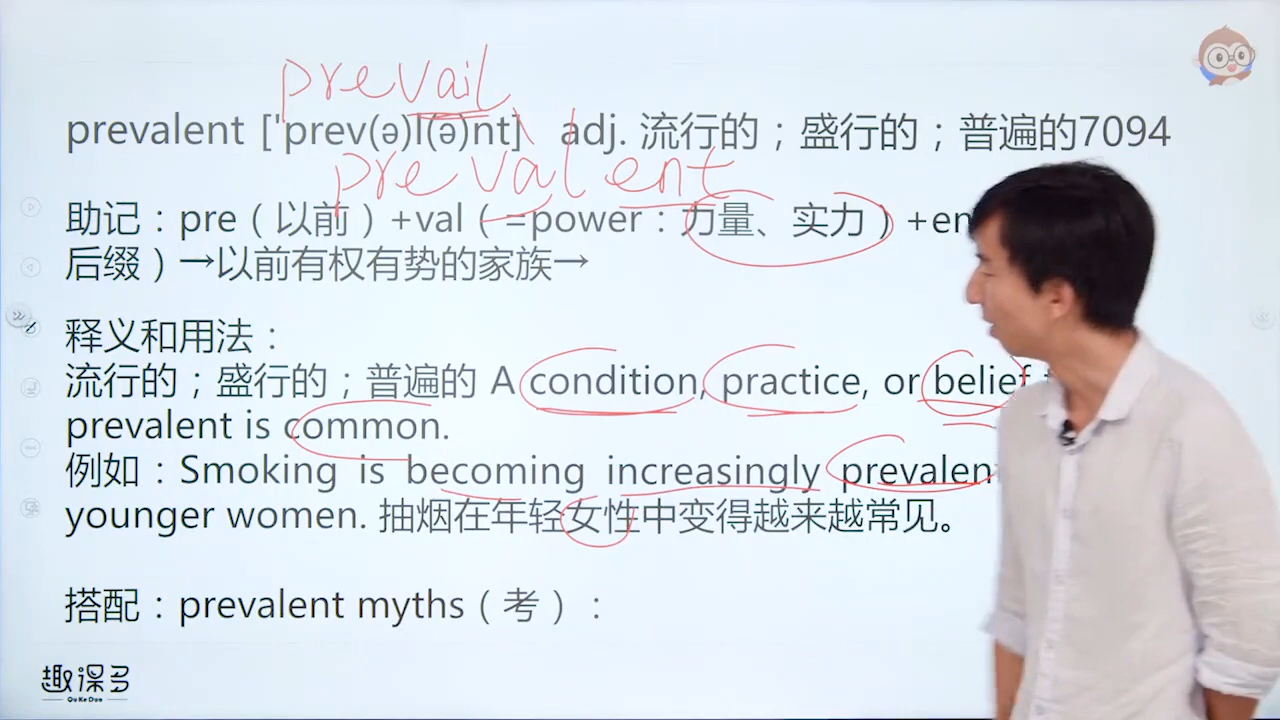 prevail
prevalent ['prev(ə)l(ə)nt] adj. 流行的；盛行的；普遍的7094
prevalent
助记：pre（以前）+val（=power：力量、实力）+en
后缀）→以前有权有势的家族→
释义和用法：
流行的；盛行的；普遍的 A condition, practice, or belief
prevalent is common.
例如：Smoking is becoming increasingly prevalent
younger women. 抽烟在年轻女性中变得越来越常见。
搭配：prevalent myths（考）：
趣课多
QuKeDuo